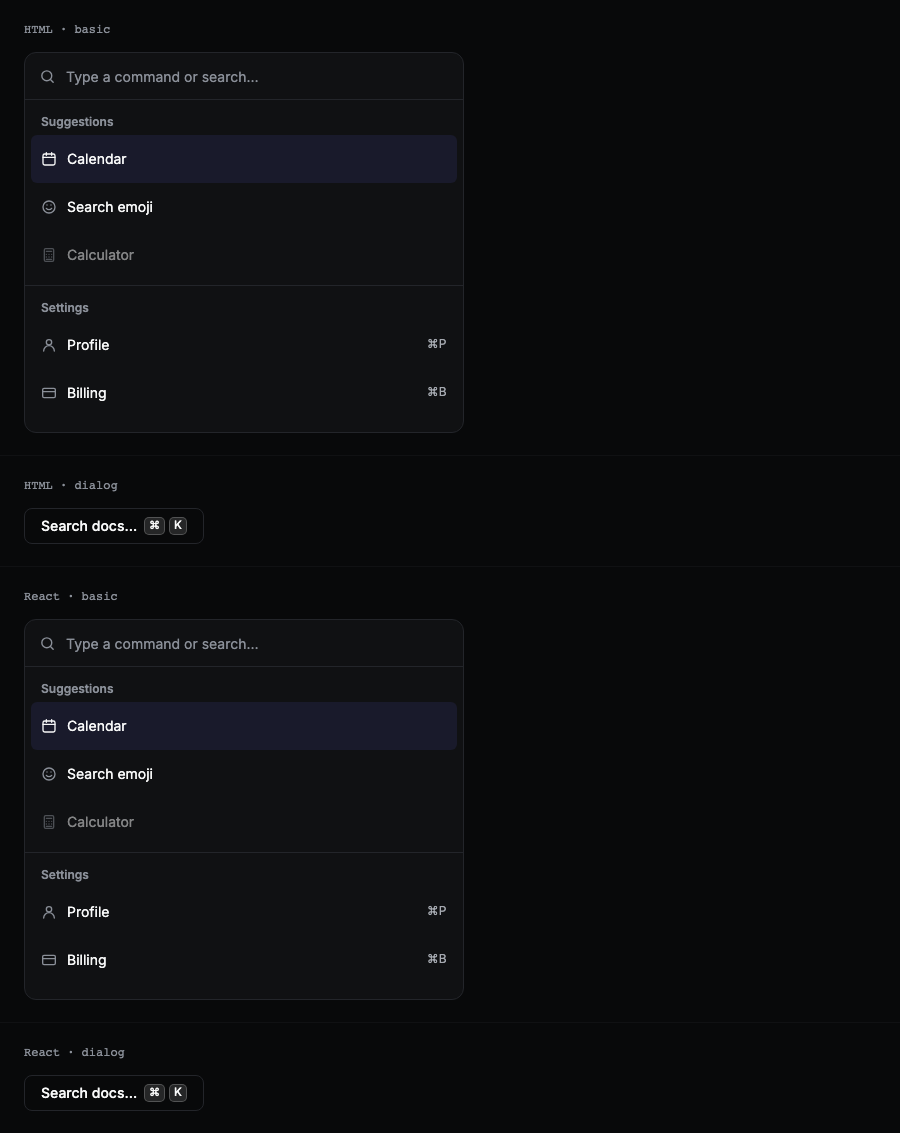 HTML • basic
Type a command or search...
Suggestions
Calendar
Search emoji
Calculator
Settings
Profile ⌘P
Billing ⌘B
HTML • dialog
Search docs... ⌘ K
React • basic
Type a command or search...
Suggestions
Calendar
Search emoji
Calculator
Settings
Profile ⌘P
Billing ⌘B
React • dialog
Search docs... ⌘ K